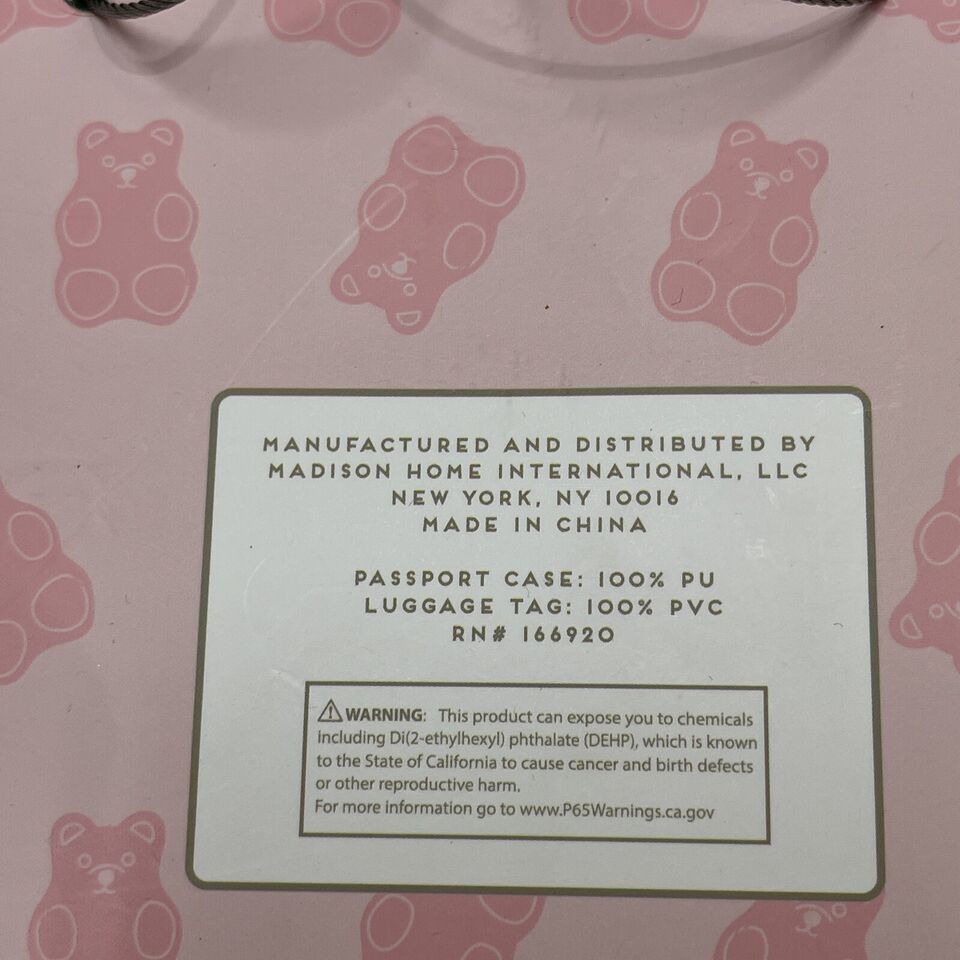 MANUFACTURED AND DISTRIBUTED BY
MADISON HOME INTERNATIONAL, LLC
NEW YORK, NY 10016
MADE IN CHINA
PASSPORT CASE: 100% PU
LUGGAGE TAG: 100% PVC
RN# 166920
⚠WARNING: This product can expose you to chemicals
including Di(2-ethylhexyl) phthalate (DEHP), which is known
to the State of California to cause cancer and birth defects
or other reproductive harm.
For more information go to www.P65Warnings.ca.gov